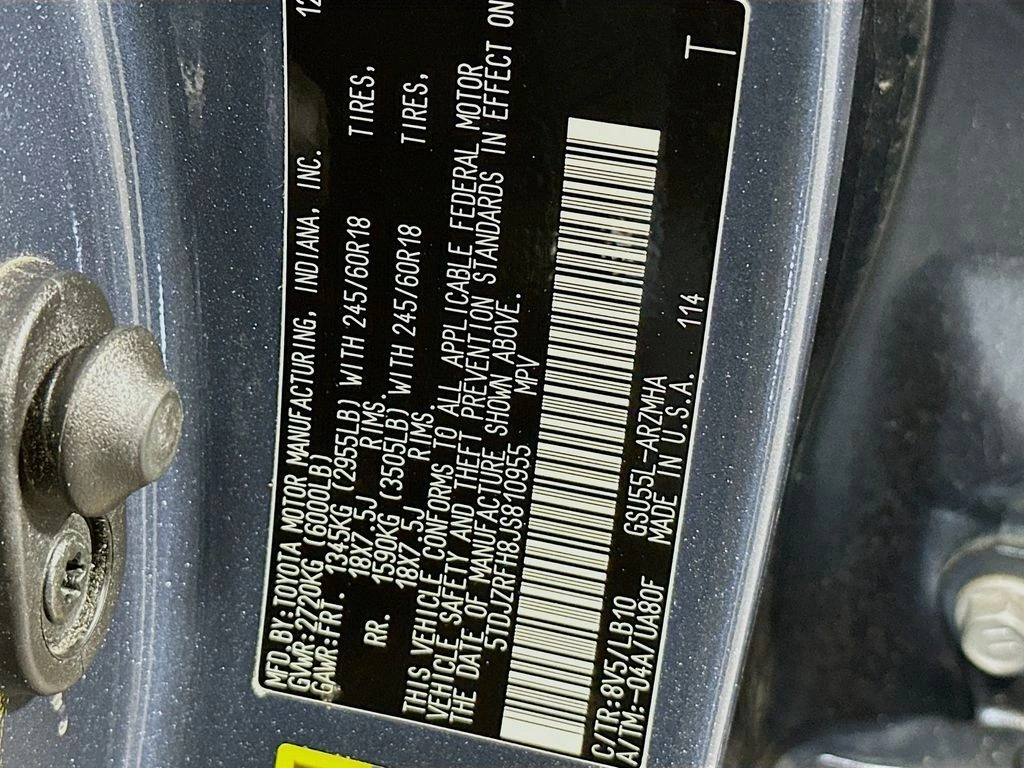 MFD.BY:TOYOTA MOTOR MANUFACTURING, INDIANA, INC. 12
GVWR:2720KG (6000LB)
GAWR:FRT. 1345KG (2955LB) WITH 245/60R18 TIRES,
18X7.5J RIMS.
RR. 1590KG (3505LB) WITH 245/60R18 TIRES,
18X7.5J RIMS.
THIS VEHICLE CONFORMS TO ALL APPLICABLE FEDERAL MOTOR
VEHICLE SAFETY AND THEFT PREVENTION STANDARDS IN EFFECT ON
THE DATE OF MANUFACTURE SHOWN ABOVE.
5TDJZRFH8JS810955 MPV
C/TR:8V5/LB10 GSU55L-ARZMHA
A/TM:-04A/UA80F MADE IN U.S.A. 114
T